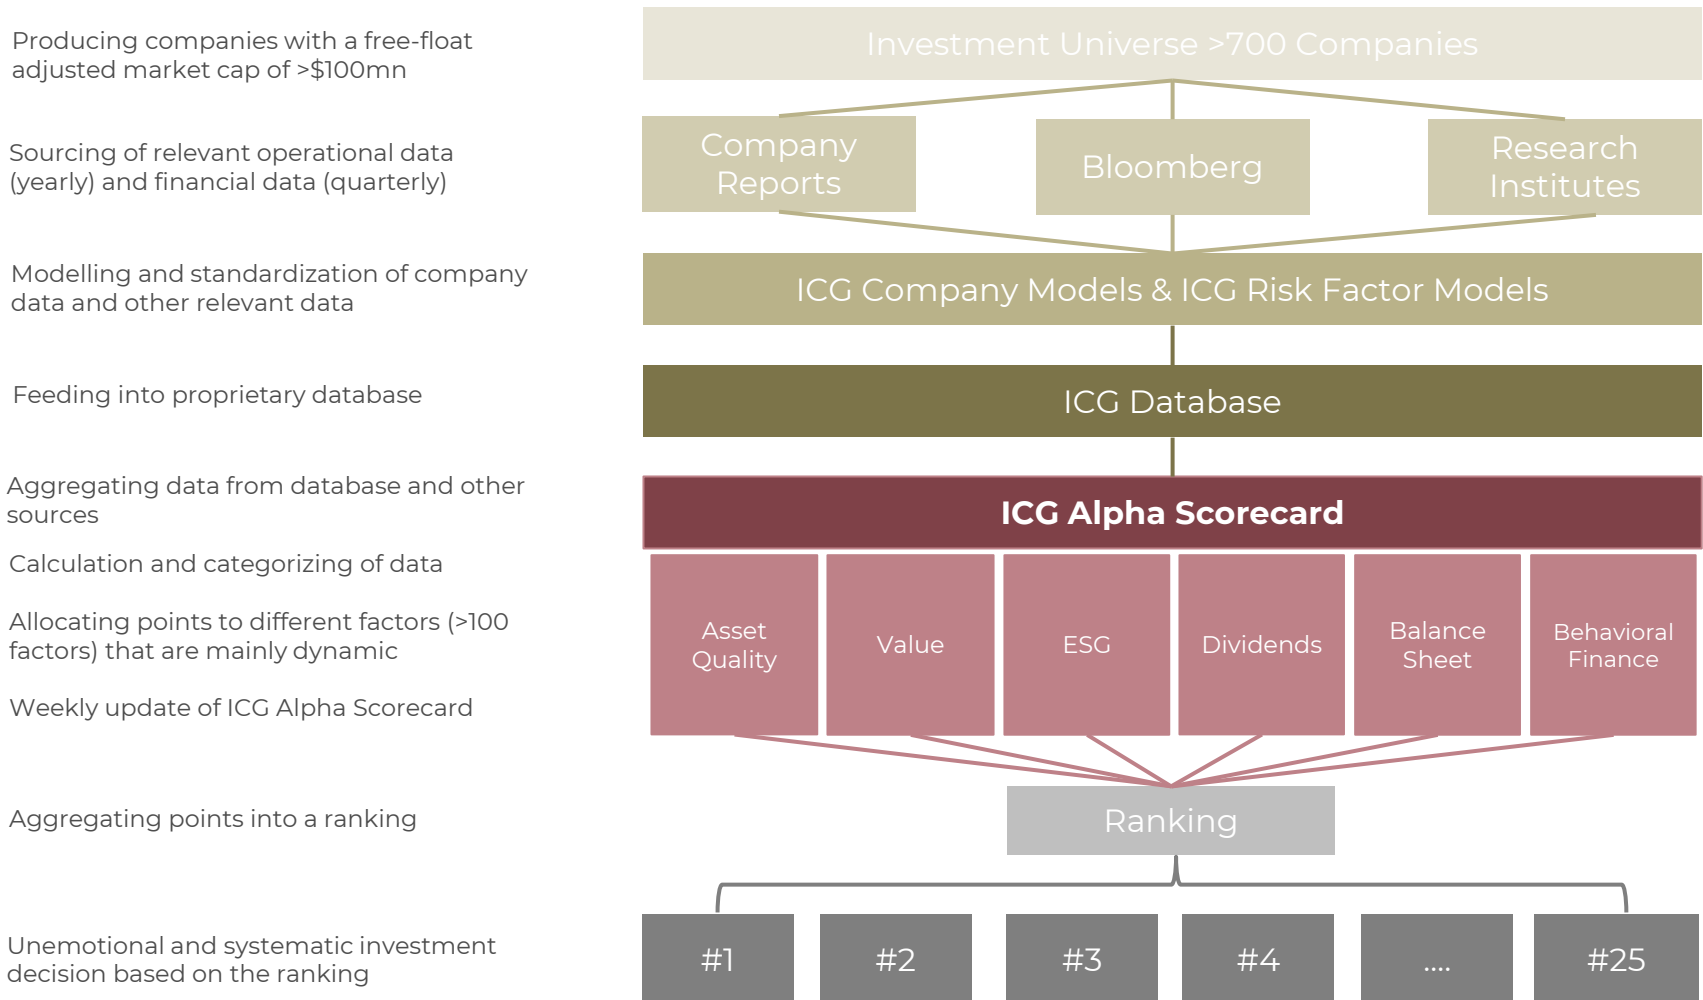 Producing companies with a free-float
adjusted market cap of >$100mn
Investment Universe >700 Companies
Sourcing of relevant operational data
(yearly) and financial data (quarterly)
Company
Reports
Bloomberg
Research
Institutes
Modelling and standardization of company
data and other relevant data
ICG Company Models & ICG Risk Factor Models
Feeding into proprietary database
ICG Database
Aggregating data from database and other
sources
ICG Alpha Scorecard
Calculation and categorizing of data
Allocating points to different factors (>100
factors) that are mainly dynamic
Weekly update of ICG Alpha Scorecard
Asset
Quality
Value
ESG
Dividends
Balance
Sheet
Behavioral
Finance
Aggregating points into a ranking
Ranking
Unemotional and systematic investment
decision based on the ranking
#1
#2
#3
#4
....
#25